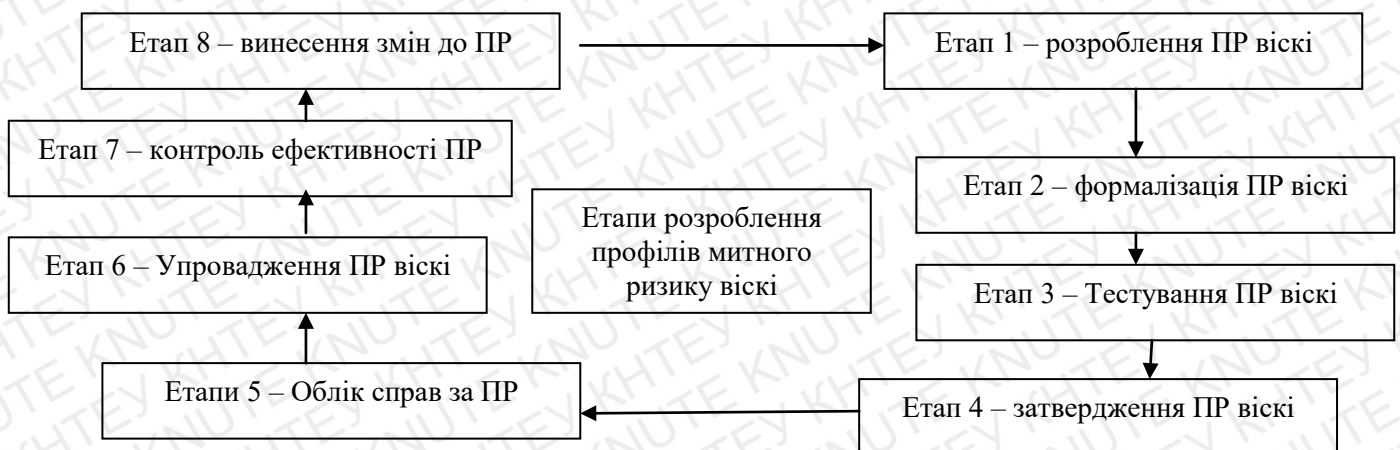 Етап 8 – винесення змін до ПР
Етап 1 – розроблення ПР віскі
Етап 7 – контроль ефективності ПР
Етап 2 – формалізація ПР віскі
Етапи розроблення
профілів митного
ризику віскі
Етап 6 – Упровадження ПР віскі
Етап 3 – Тестування ПР віскі
Етапи 5 – Облік справ за ПР
Етап 4 – затвердження ПР віскі